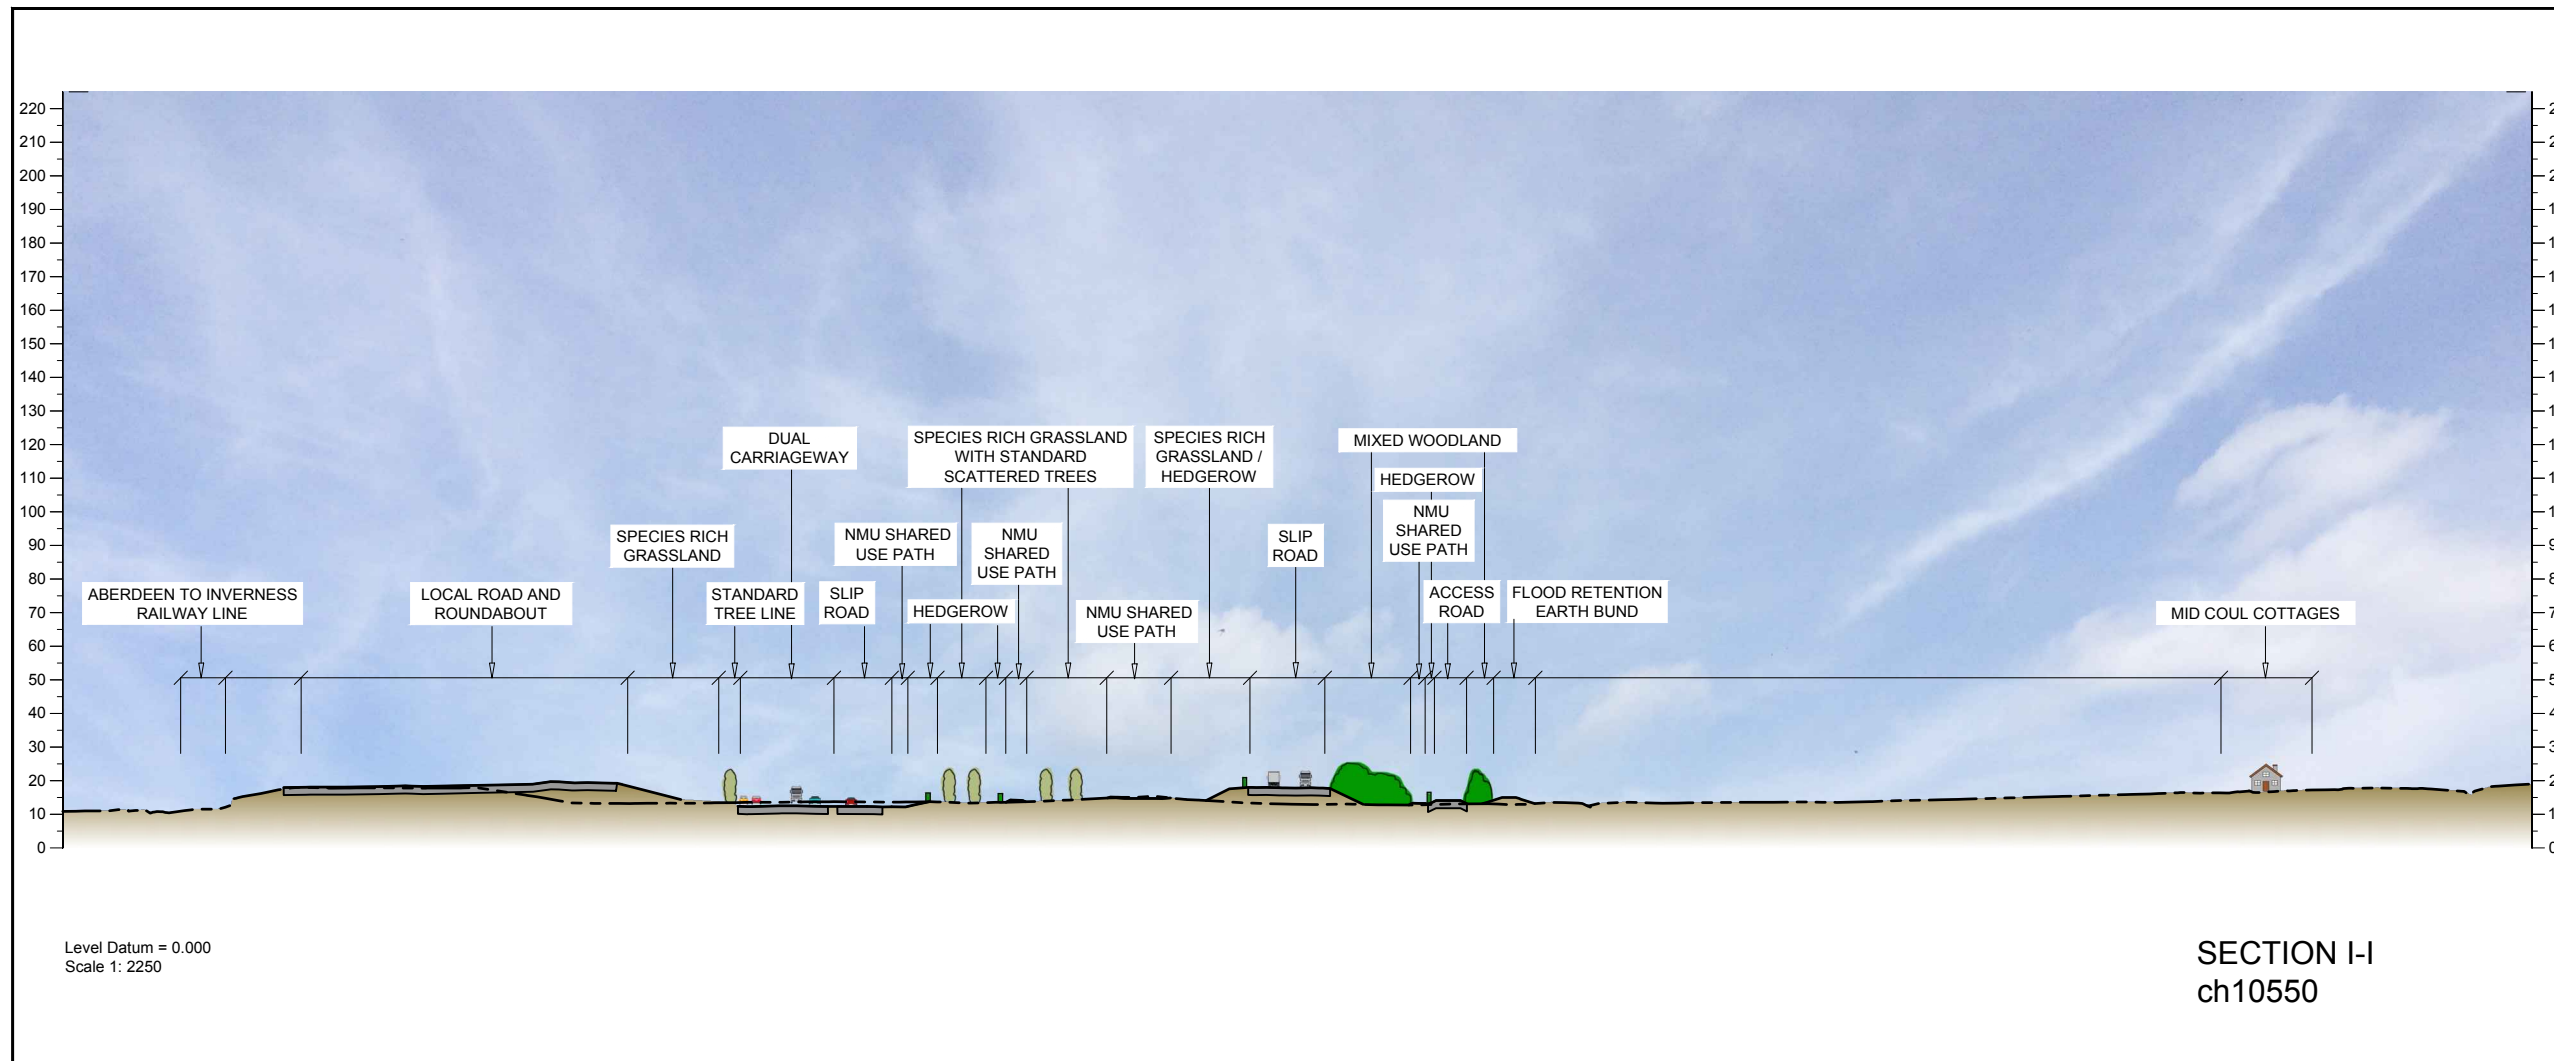 220
210
200
190
180
170
160
150
140
130
120
110
100
90
80
70
60
50
40
30
20
10
0
ABERDEEN TO INVERNESS
RAILWAY LINE
LOCAL ROAD AND
ROUNDABOUT
SPECIES RICH
GRASSLAND
STANDARD
TREE LINE
DUAL
CARRIAGEWAY
SLIP
ROAD
NMU SHARED
USE PATH
HEDGEROW
SPECIES RICH GRASSLAND
WITH STANDARD
SCATTERED TREES
NMU
SHARED
USE PATH
NMU SHARED
USE PATH
SPECIES RICH
GRASSLAND /
HEDGEROW
SLIP
ROAD
MIXED WOODLAND
HEDGEROW
NMU
SHARED
USE PATH
ACCESS
ROAD
FLOOD RETENTION
EARTH BUND
MID COUL COTTAGES
Level Datum = 0.000
Scale 1: 2250
SECTION I-I
ch10550